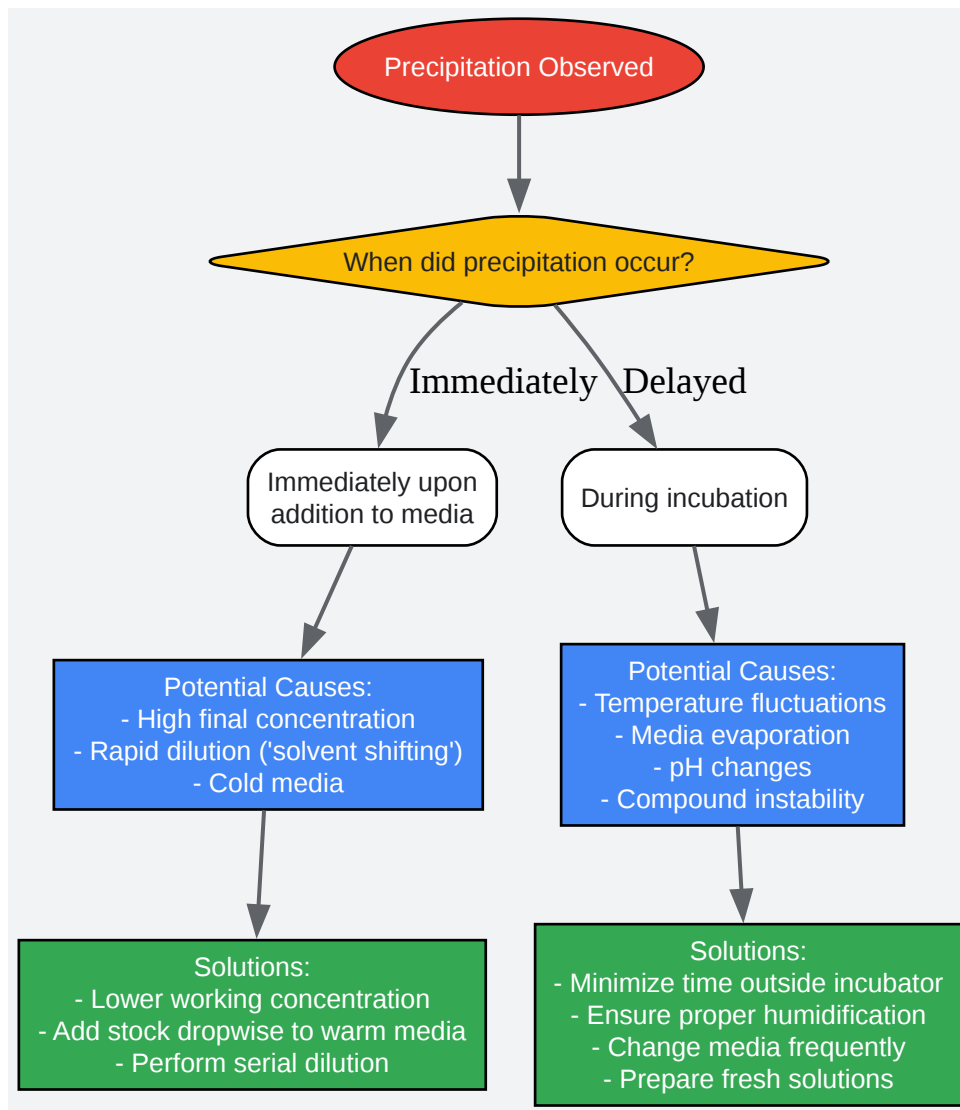 Precipitation Observed
When did precipitation occur?
Immediately
Delayed
Immediately upon
addition to media
During incubation
Potential Causes:
- High final concentration
- Rapid dilution ('solvent shifting')
- Cold media
Potential Causes:
- Temperature fluctuations
- Media evaporation
- pH changes
- Compound instability
Solutions:
- Lower working concentration
- Add stock dropwise to warm media
- Perform serial dilution
Solutions:
- Minimize time outside incubator
- Ensure proper humidification
- Change media frequently
- Prepare fresh solutions